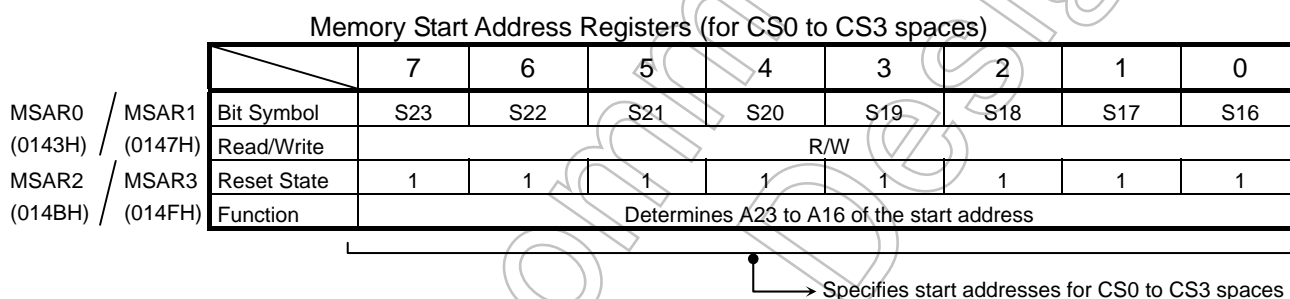 Memory Start Address Registers (for CS0 to CS3 spaces)
7 6 5 4 3 2 1 0
MSAR0 / MSAR1 Bit Symbol S23 S22 S21 S20 S19 S18 S17 S16
(0143H) / (0147H) Read/Write R/W
MSAR2 / MSAR3 Reset State 1 1 1 1 1 1 1 1
(014BH) / (014FH) Function Determines A23 to A16 of the start address
Specifies start addresses for CS0 to CS3 spaces